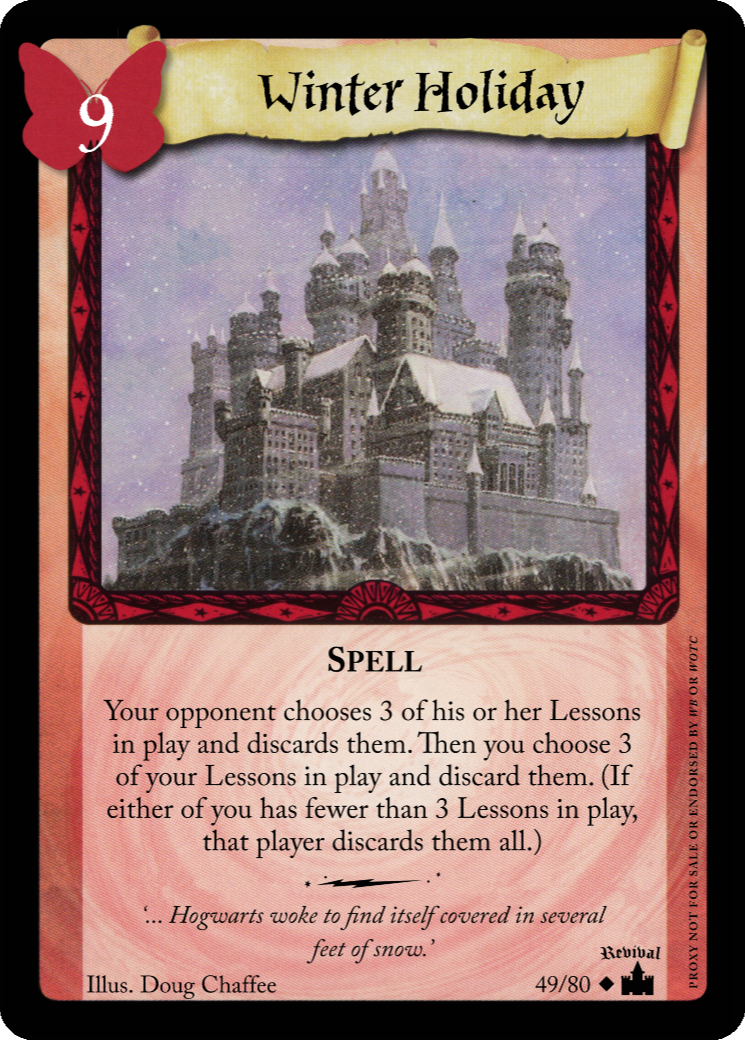 9
Winter Holiday
SPELL
Your opponent chooses 3 of his or her Lessons
in play and discards them. Then you choose 3
of your Lessons in play and discard them. (If
either of you has fewer than 3 Lessons in play,
that player discards them all.)
‘... Hogwarts woke to find itself covered in several
feet of snow.’
Revival
Illus. Doug Chaffee
49/80
PROXY NOT FOR SALE OR ENDORSED BY WB OR WOTC